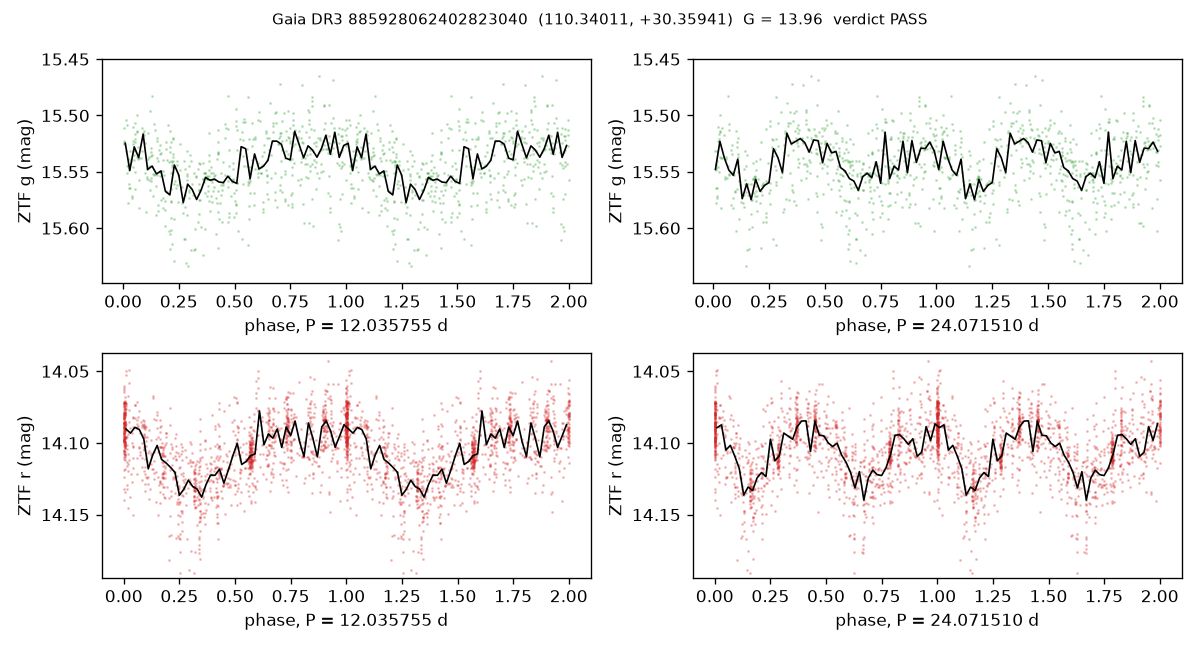 Gaia DR3 885928062402823040 (110.34011, +30.35941) G = 13.96 verdict PASS
15.45
15.50
15.55
15.60
ZTF g (mag)
0.00 0.25 0.50 0.75 1.00 1.25 1.50 1.75 2.00
phase, P = 12.035755 d
15.45
15.50
15.55
15.60
ZTF g (mag)
0.00 0.25 0.50 0.75 1.00 1.25 1.50 1.75 2.00
phase, P = 24.071510 d
14.05
14.10
14.15
ZTF r (mag)
0.00 0.25 0.50 0.75 1.00 1.25 1.50 1.75 2.00
phase, P = 12.035755 d
14.05
14.10
14.15
ZTF r (mag)
0.00 0.25 0.50 0.75 1.00 1.25 1.50 1.75 2.00
phase, P = 24.071510 d